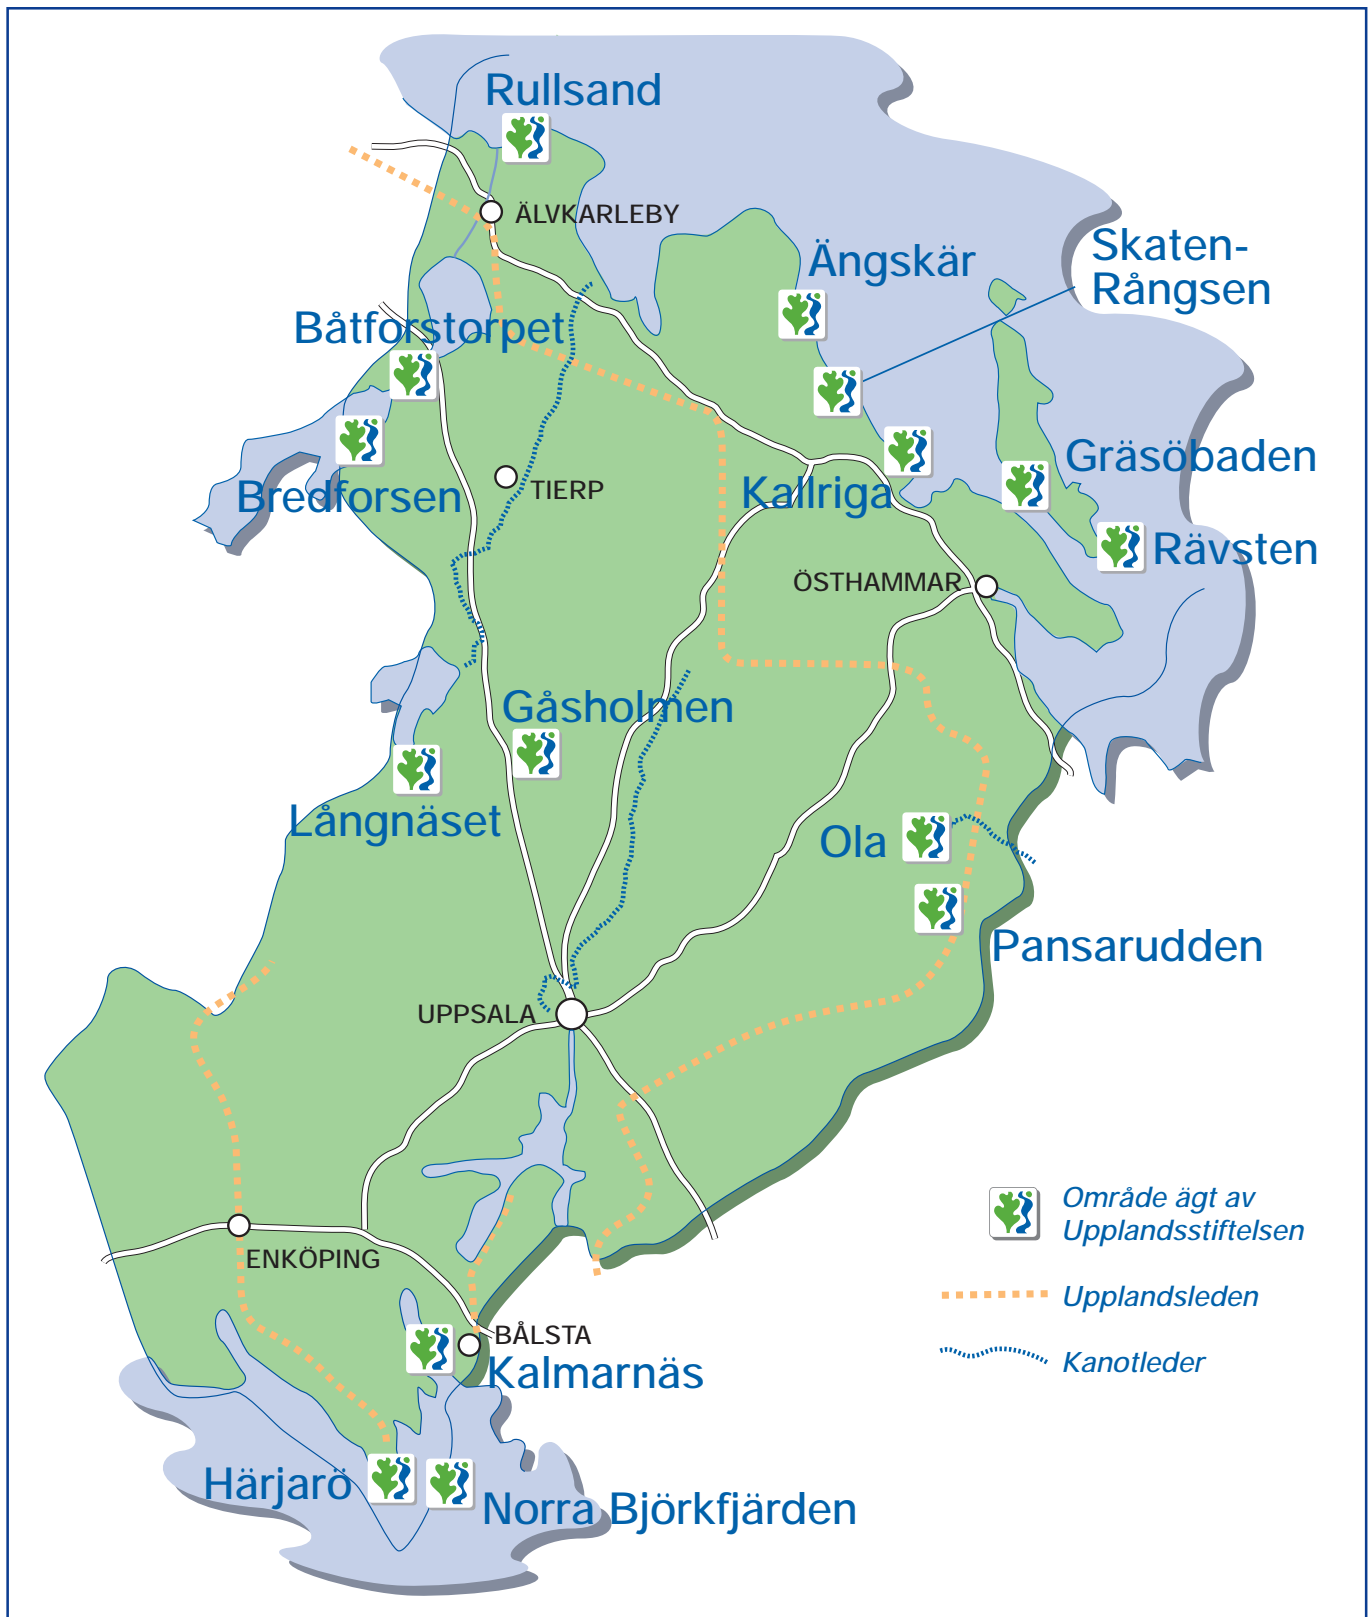 Rullsand
ÄLVKARLEBY
Ängskär
Skaten-
Rångsen
Båtforstorpet
Bredforsen
TIERP
Kallriga
Gräsöbaden
Rävsten
ÖSTHAMMAR
Gåsholmen
Långnäset
Ola
Pansarudden
UPPSALA
Område ägt av
Upplandsstiftelsen
ENKÖPING
Upplandsleden
BÅLSTA
Kanotleder
Kalmarnäs
Härjarö
Norra Björkfjärden